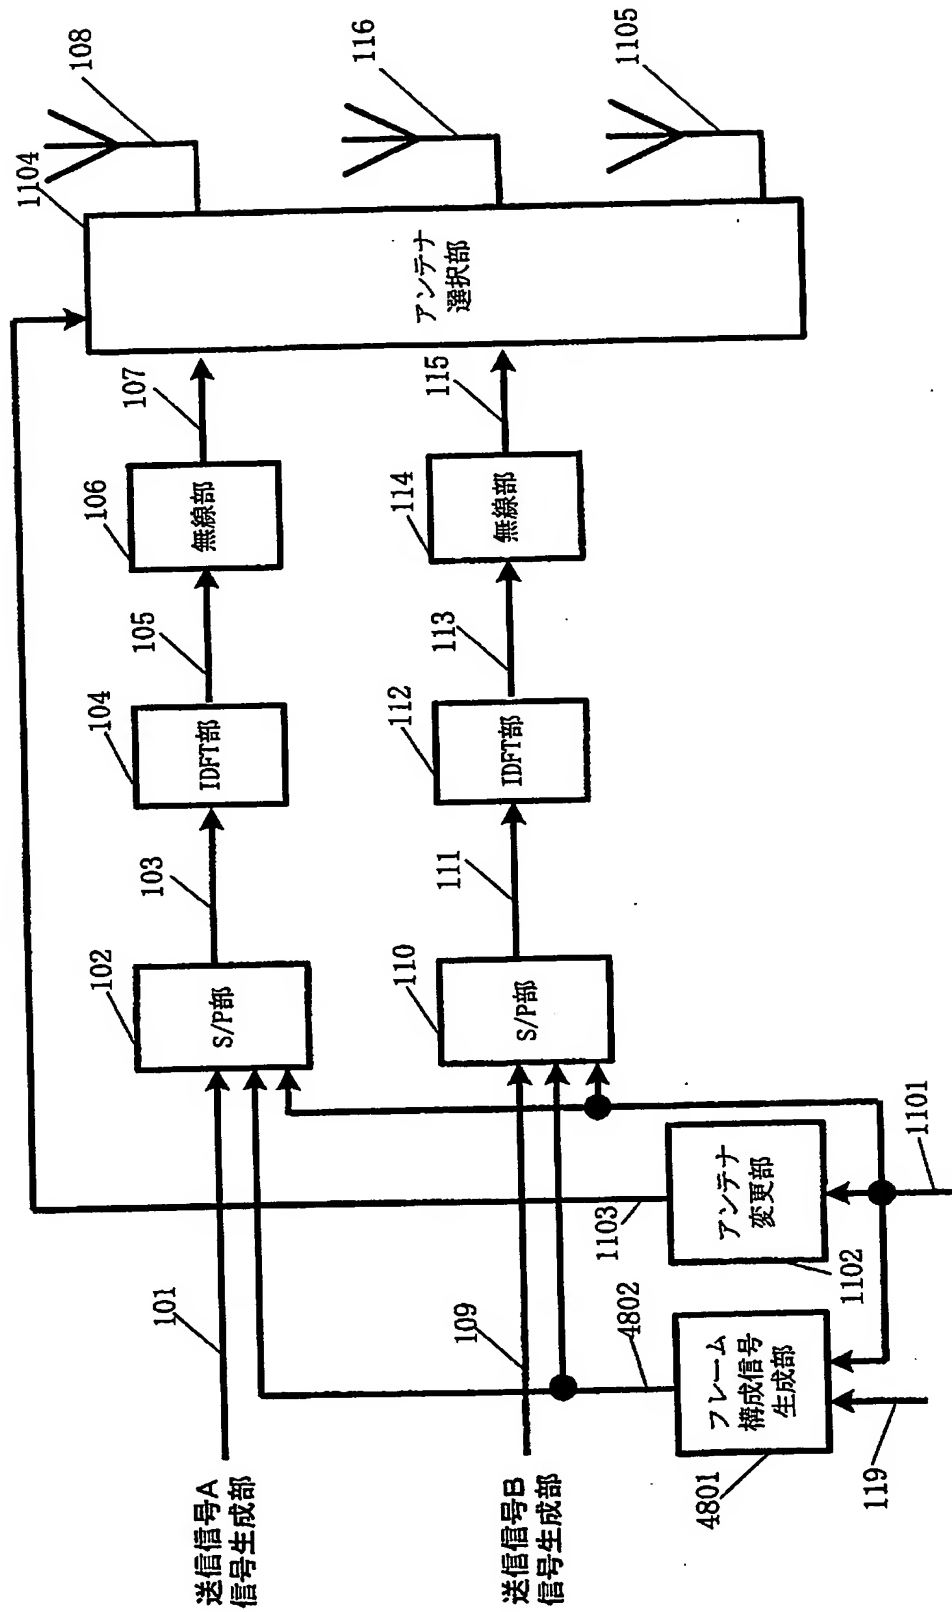 1104
108
116
1105
アンテナ
選択部
107
115
106
無線部
114
無線部
105
113
104
IDFT部
112
IDFT部
103
111
102
S/P部
110
S/P部
101
109
送信信号A
信号生成部
送信信号B
信号生成部
4802
1103
アンテナ
変更部
1102
1101
フレーム
構成信号
生成部
4801
119